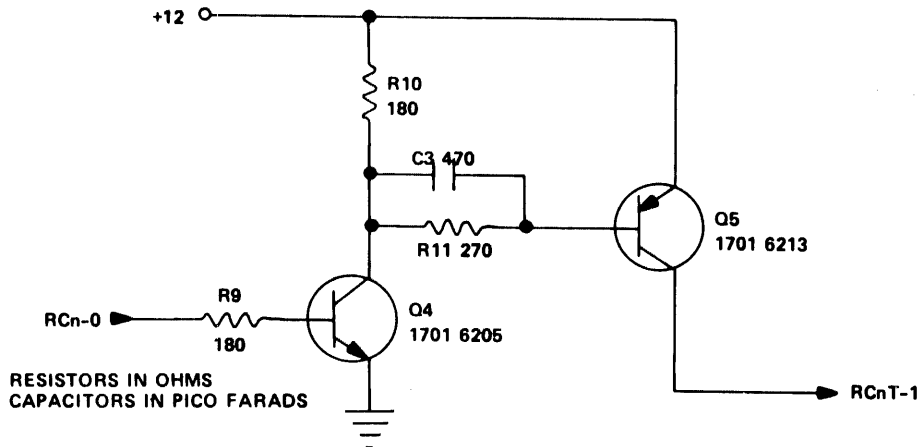 +12
R10
180
C3 470
R11 270
Q5
1701 6213
R9
180
RCn-0
Q4
1701 6205
RESISTORS IN OHMS
CAPACITORS IN PICO FARADS
RCnT-1